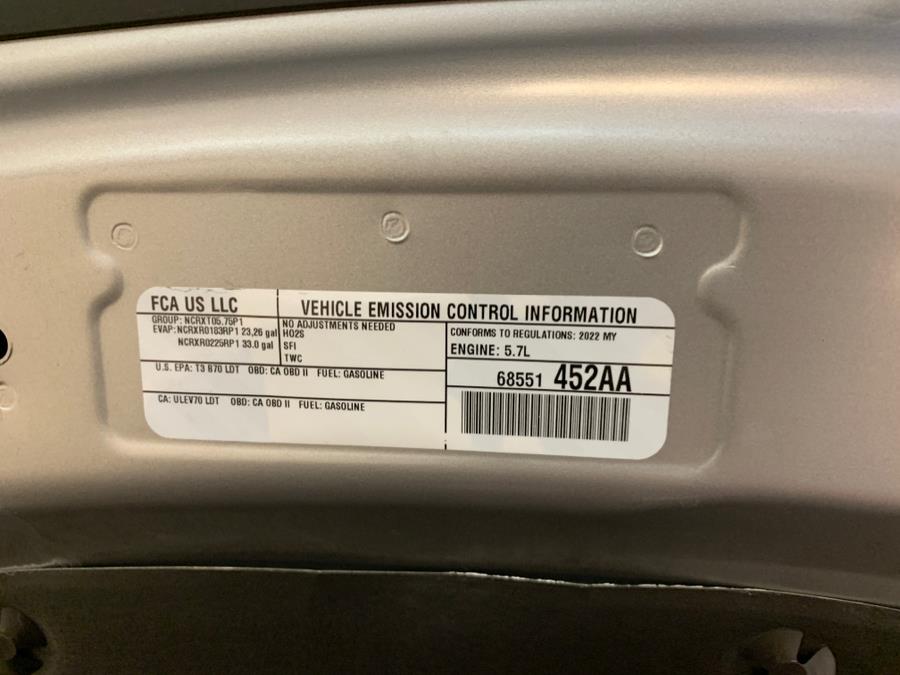 FCA US LLC
VEHICLE EMISSION CONTROL INFORMATION
GROUP: NCRXT05.75P1
EVAP: NCRXR0183RP1 23,26 gal
NCRXR0225RP1 33.0 gal
NO ADJUSTMENTS NEEDED
HO2S
SFI
TWC
CONFORMS TO REGULATIONS: 2022 MY
ENGINE: 5.7L
U.S. EPA: T3 B70 LDT OBD: CA OBD II FUEL: GASOLINE
CA: ULEV70 LDT OBD: CA OBD II FUEL: GASOLINE
68551 452AA